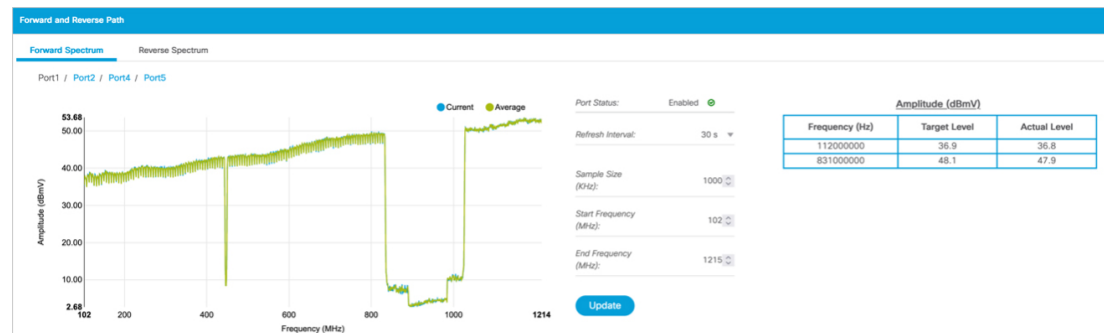 Forward and Reverse Path
Forward Spectrum Reverse Spectrum
Port1 / Port2 / Port4 / Port5
Current Average
53.68
50.00
40.00
30.00
20.00
10.00
2.68
Amplitude (dBmV)
102 200 400 600 800 1000 1214
Frequency (MHz)
Port Status: Enabled
Refresh Interval: 30 s
Sample Size
(KHz): 1000
Start Frequency
(MHz): 102
End Frequency
(MHz): 1215
Update
Amplitude (dBmV)
Frequency (Hz) Target Level Actual Level
112000000 36.9 36.8
831000000 48.1 47.9